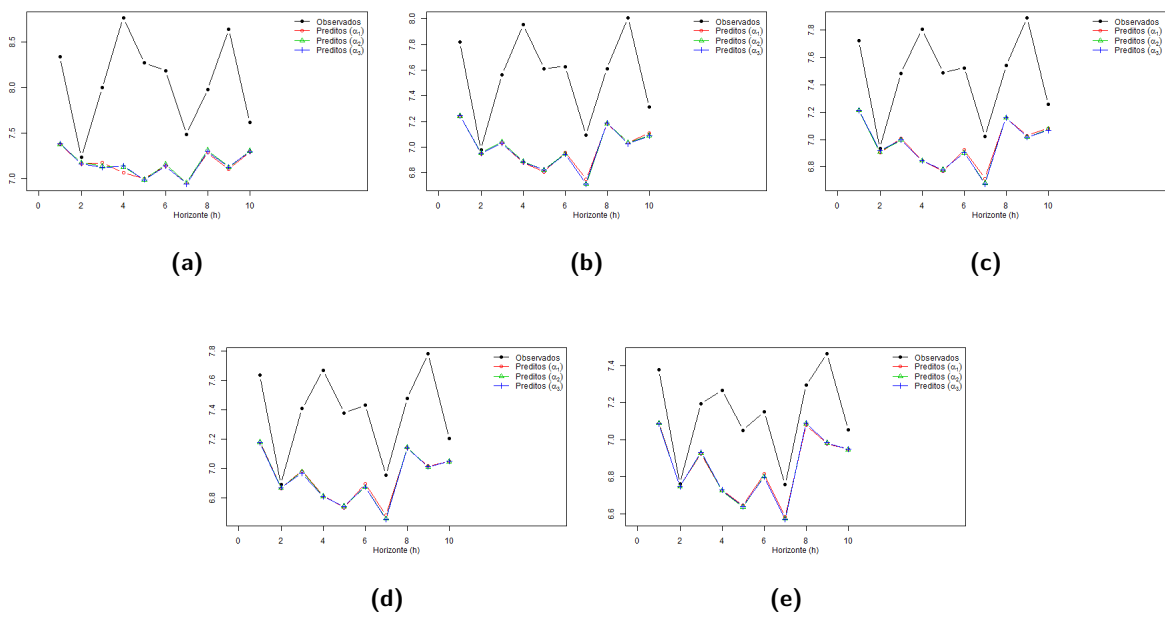 Observados
Preditos (α1)
Preditos (α2)
Preditos (α3)
8.5
8.0
7.5
7.0
0 2 4 6 8 10
Horizonte (h)
(a)
Observados
Preditos (α1)
Preditos (α2)
Preditos (α3)
8.0
7.8
7.6
7.4
7.2
7.0
6.8
0 2 4 6 8 10
Horizonte (h)
(b)
Observados
Preditos (α1)
Preditos (α2)
Preditos (α3)
7.8
7.6
7.4
7.2
7.0
6.8
0 2 4 6 8 10
Horizonte (h)
(c)
Observados
Preditos (α1)
Preditos (α2)
Preditos (α3)
7.8
7.6
7.4
7.2
7.0
6.8
0 2 4 6 8 10
Horizonte (h)
(d)
Observados
Preditos (α1)
Preditos (α2)
Preditos (α3)
7.4
7.2
7.0
6.8
6.6
0 2 4 6 8 10
Horizonte (h)
(e)